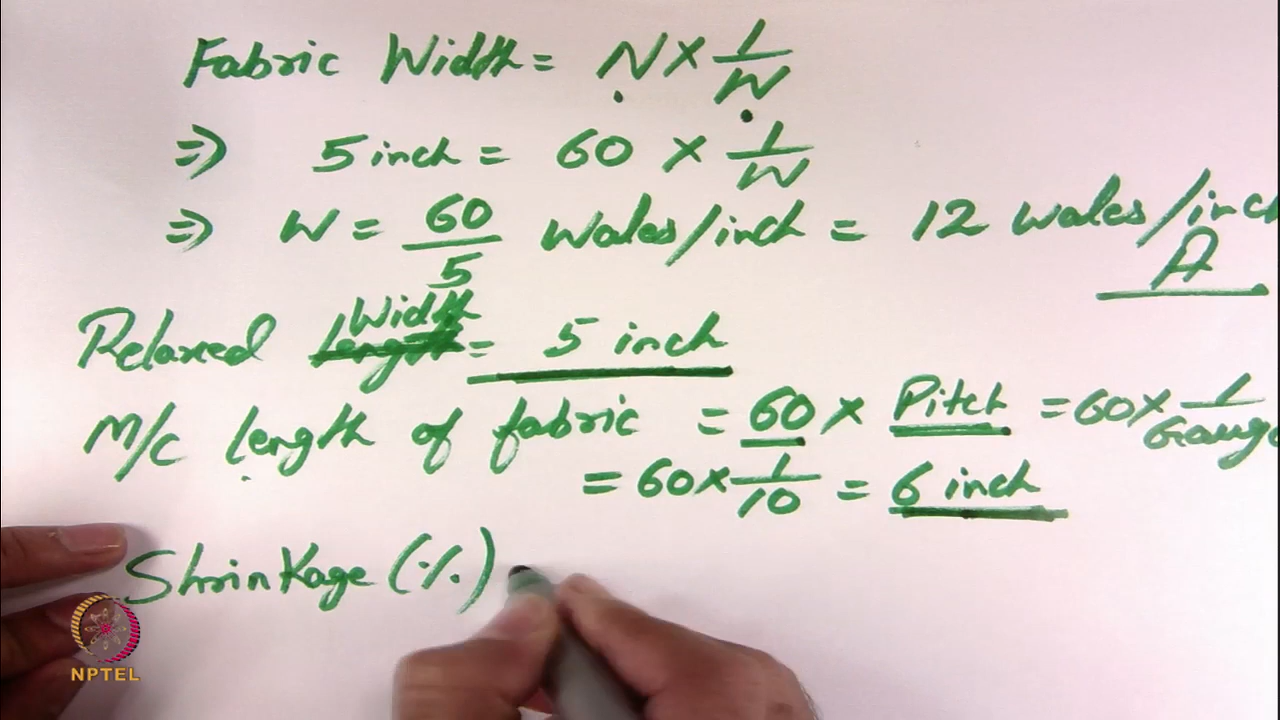 Fabric Width = N × 1/W
⇒ 5 inch = 60 × 1/W
⇒ W = 60/5 Wales/inch = 12 wales/inch
A
Relaxed Width = 5 inch
M/C length of fabric = 60 × Pitch = 60 × 1/Gauge
= 60 × 1/10 = 6 inch
Shrinkage (%)
NPTEL